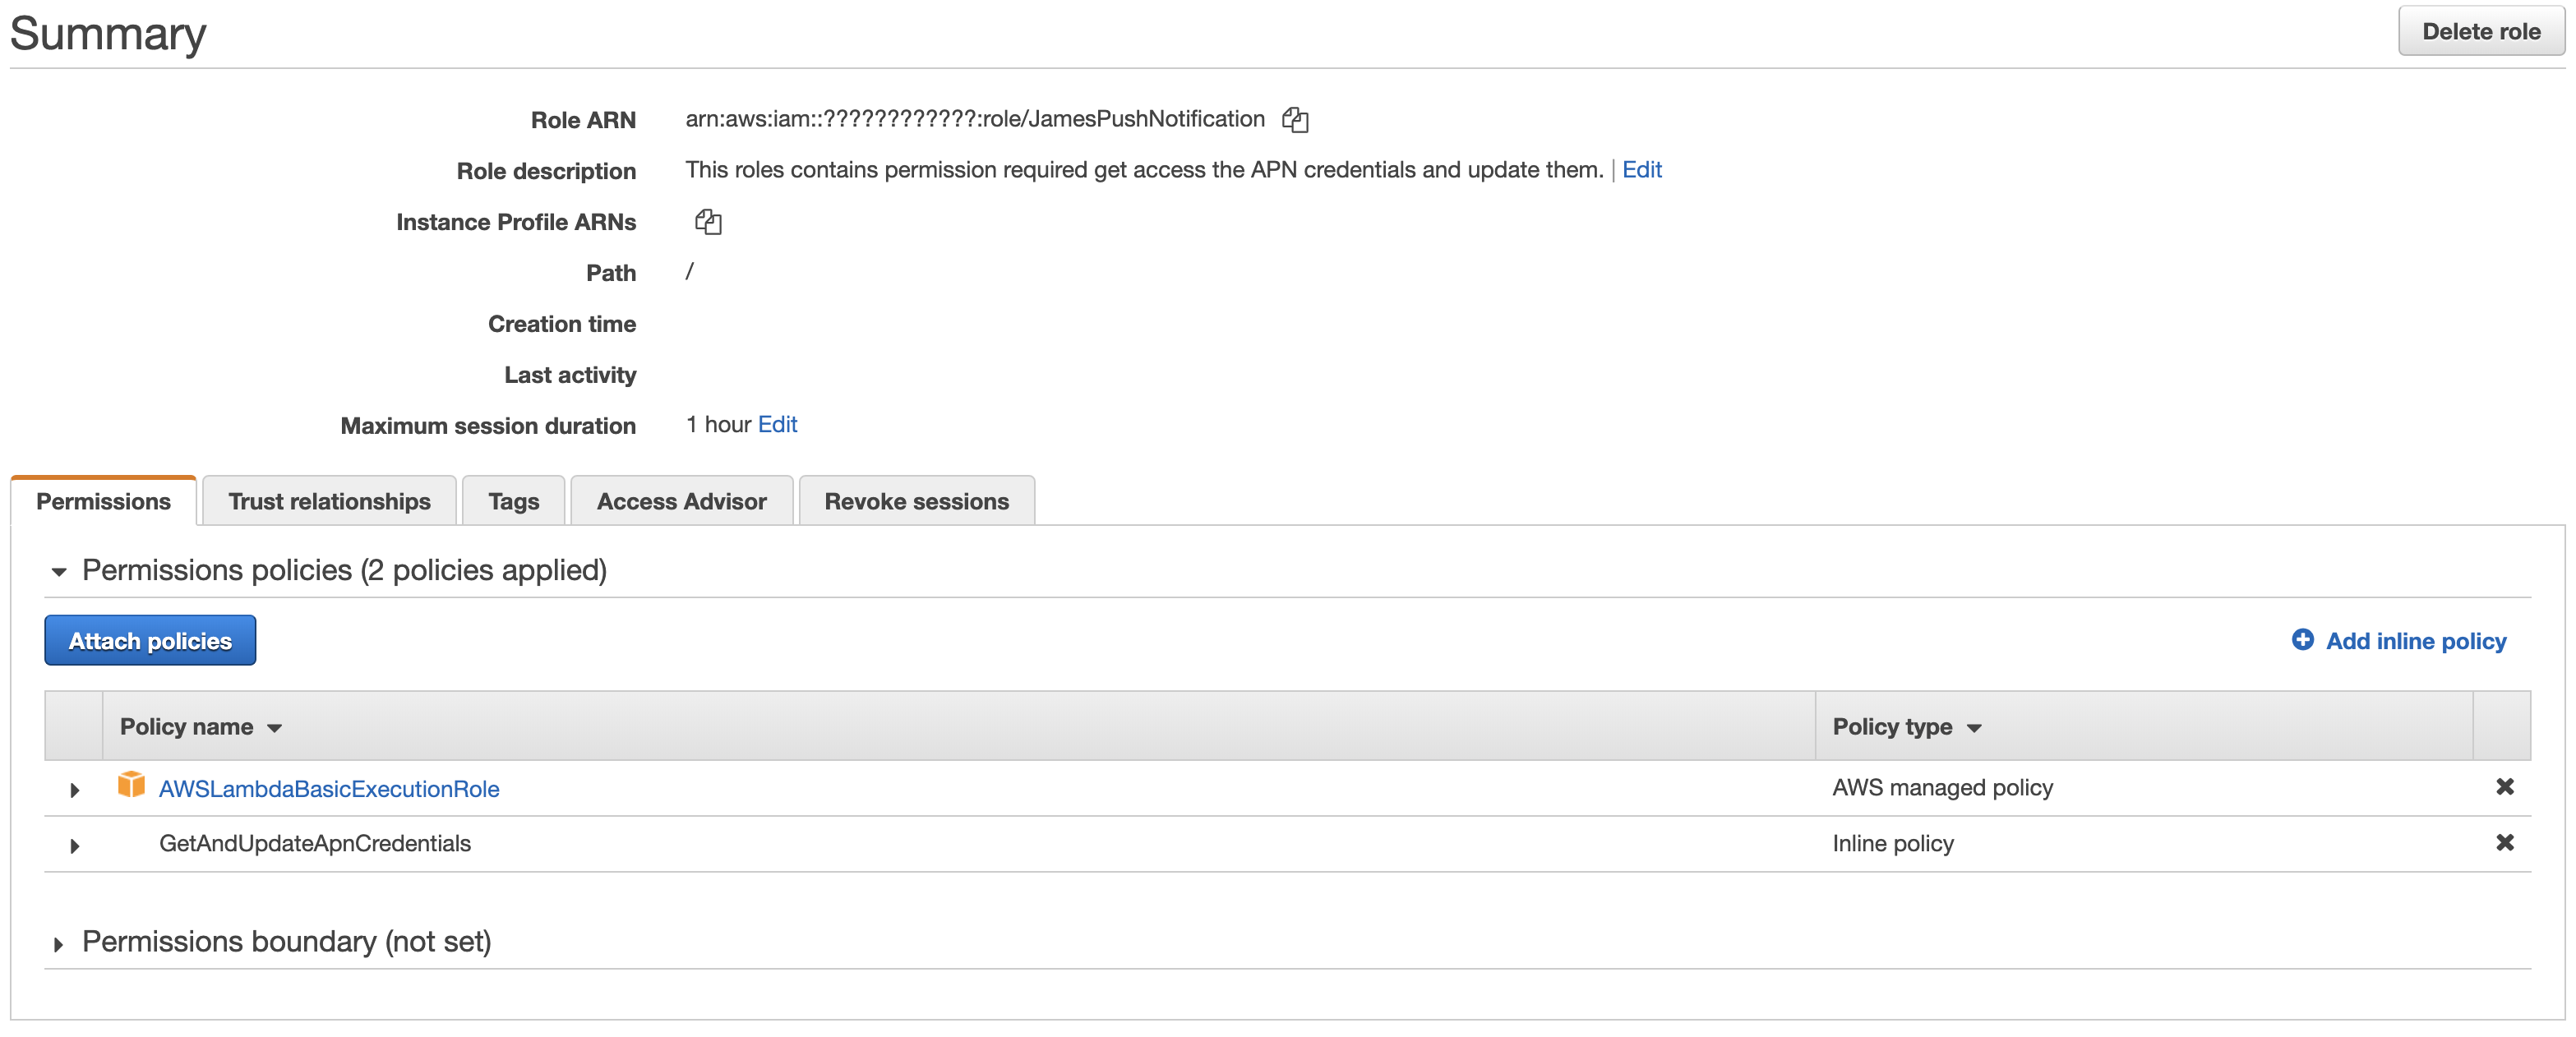 Summary
Delete role
Role ARN arn:aws:iam::????????????:role/JamesPushNotification
Role description This roles contains permission required get access the APN credentials and update them. | Edit
Instance Profile ARNs
Path /
Creation time
Last activity
Maximum session duration 1 hour Edit
Permissions Trust relationships Tags Access Advisor Revoke sessions
Permissions policies (2 policies applied)
Attach policies Add inline policy
Policy name Policy type
AWSLambdaBasicExecutionRole AWS managed policy
GetAndUpdateApnCredentials Inline policy
Permissions boundary (not set)